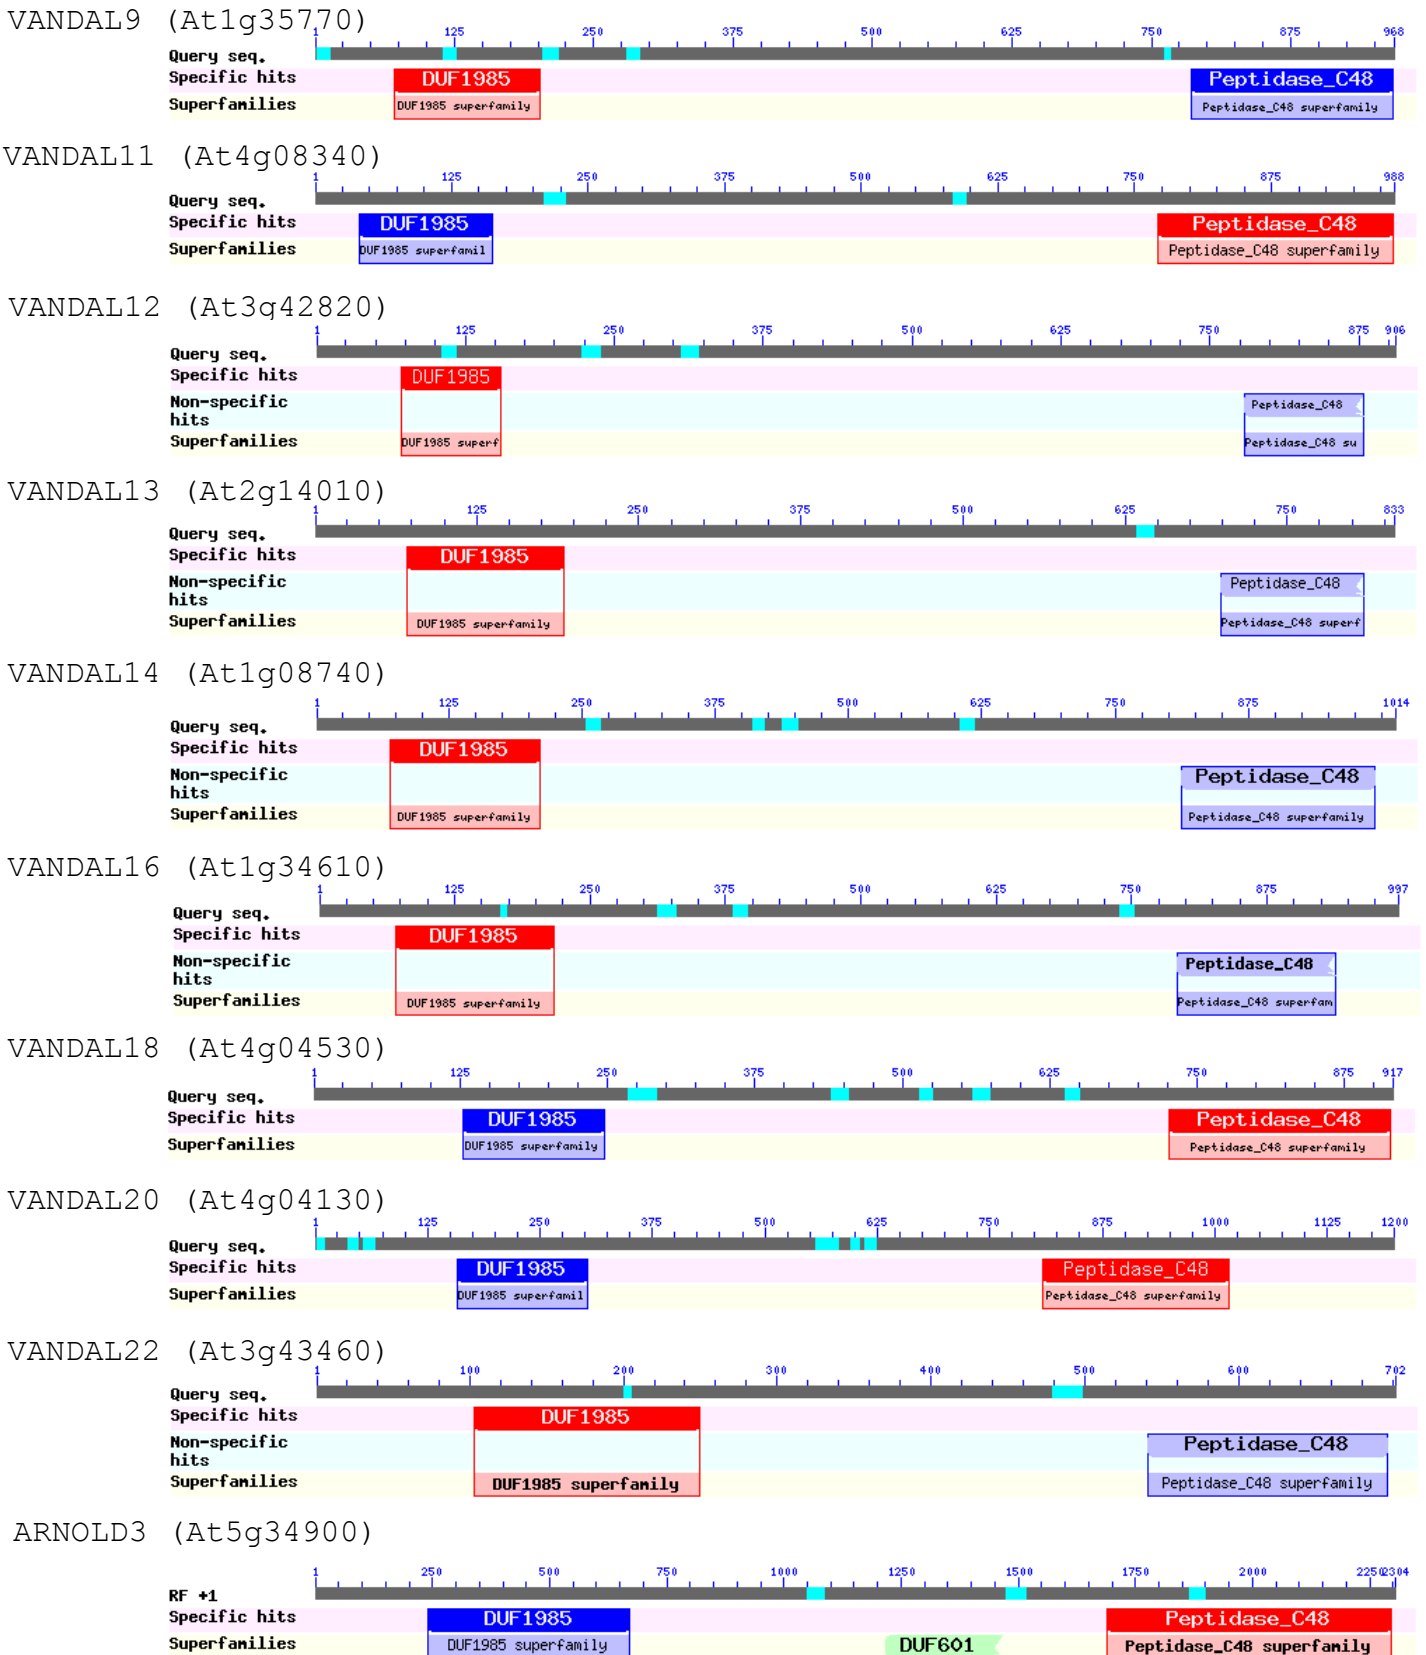 VANDAL9 (At1g35770)
1 125 250 375 500 625 750 875 968
Query seq.
Specific hits DUF1985 Peptidase_C48
Superfamilies DUF1985 superfamily Peptidase_C48 superfamily
VANDAL11 (At4g08340)
1 125 250 375 500 625 750 875 988
Query seq.
Specific hits DUF1985 Peptidase_C48
Superfamilies DUF1985 superfamil Peptidase_C48 superfamily
VANDAL12 (At3g42820)
1 125 250 375 500 625 750 875 906
Query seq.
Specific hits DUF1985
Non-specific Peptidase_C48
hits
Superfamilies DUF1985 superf Peptidase_C48 su
VANDAL13 (At2g14010)
1 125 250 375 500 625 750 833
Query seq.
Specific hits DUF1985
Non-specific Peptidase_C48
hits
Superfamilies DUF1985 superfamily Peptidase_C48 superf
VANDAL14 (At1g08740)
1 125 250 375 500 625 750 875 1014
Query seq.
Specific hits DUF1985
Non-specific Peptidase_C48
hits
Superfamilies DUF1985 superfamily Peptidase_C48 superfamily
VANDAL16 (At1g34610)
1 125 250 375 500 625 750 875 997
Query seq.
Specific hits DUF1985
Non-specific Peptidase_C48
hits
Superfamilies DUF1985 superfamily Peptidase_C48 superfam
VANDAL18 (At4g04530)
1 125 250 375 500 625 750 875 917
Query seq.
Specific hits DUF1985 Peptidase_C48
Superfamilies DUF1985 superfamily Peptidase_C48 superfamily
VANDAL20 (At4g04130)
1 125 250 375 500 625 750 875 1000 1125 1200
Query seq.
Specific hits DUF1985 Peptidase_C48
Superfamilies DUF1985 superfamil Peptidase_C48 superfamily
VANDAL22 (At3g43460)
1 100 200 300 400 500 600 702
Query seq.
Specific hits DUF1985
Non-specific Peptidase_C48
hits
Superfamilies DUF1985 superfamily Peptidase_C48 superfamily
ARNOLD3 (At5g34900)
1 250 500 750 1000 1250 1500 1750 2000 2250 2304
RF +1
Specific hits DUF1985 Peptidase_C48
Superfamilies DUF1985 superfamily DUF601 Peptidase_C48 superfamily